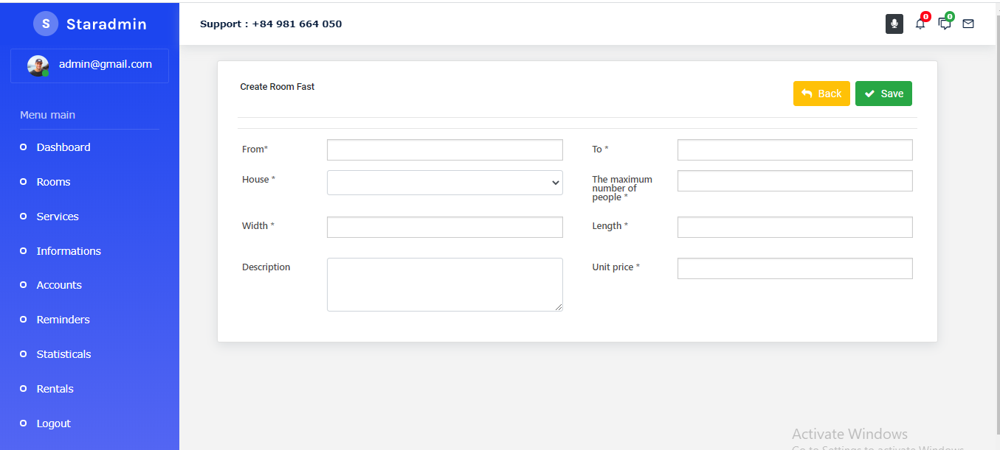 S Staradmin
Support : +84 981 664 050
0
0
admin@gmail.com
Menu main
Dashboard
Rooms
Services
Informations
Accounts
Reminders
Statisticals
Rentals
Logout
Create Room Fast
Back
Save
From*
To *
House *
The maximum
number of
people *
Width *
Length *
Description
Unit price *
Activate Windows
Go to Settings to activate Windows.